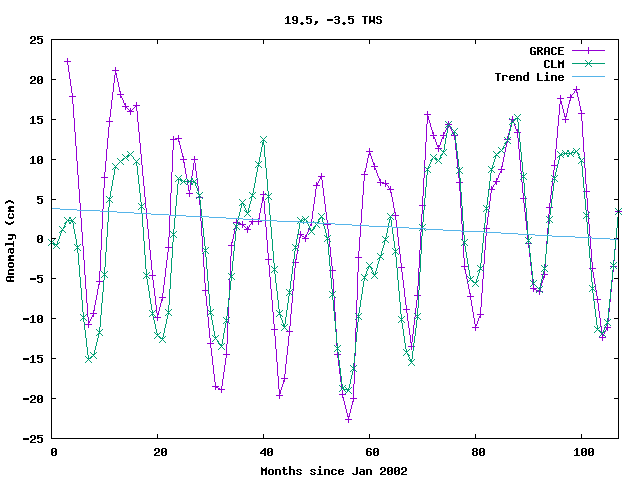 19.5, -3.5 TWS
GRACE
CLM
Trend Line
Anomaly (cm)
25
20
15
10
5
0
-5
-10
-15
-20
-25
0 20 40 60 80 100
Months since Jan 2002